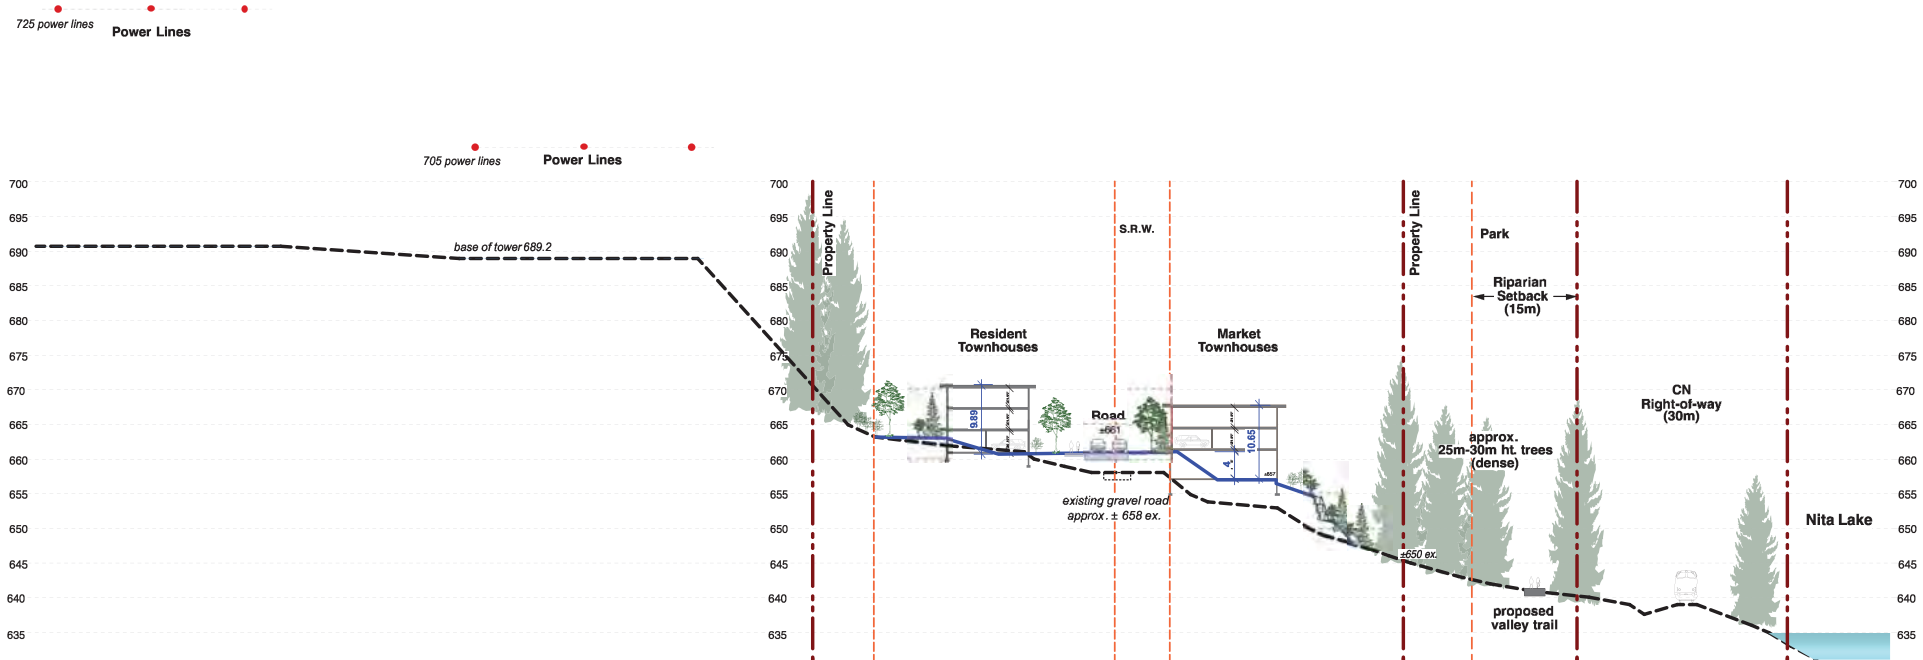 725 power lines
Power Lines
705 power lines
Power Lines
700
695
690
685
680
675
670
665
660
655
650
645
640
635
base of tower 689.2
700
695
690
685
680
675
670
665
660
655
650
645
640
635
Property Line
Resident
Townhouses
9.89
S.R.W.
Road
±661
existing gravel road
approx. ± 658 ex.
Market
Townhouses
10.65
4.
±657
Property Line
±650 ex.
Park
Riparian
Setback
(15m)
approx.
25m-30m ht. trees
(dense)
proposed
valley trail
CN
Right-of-way
(30m)
Nita Lake
700
695
690
685
680
675
670
665
660
655
650
645
640
635